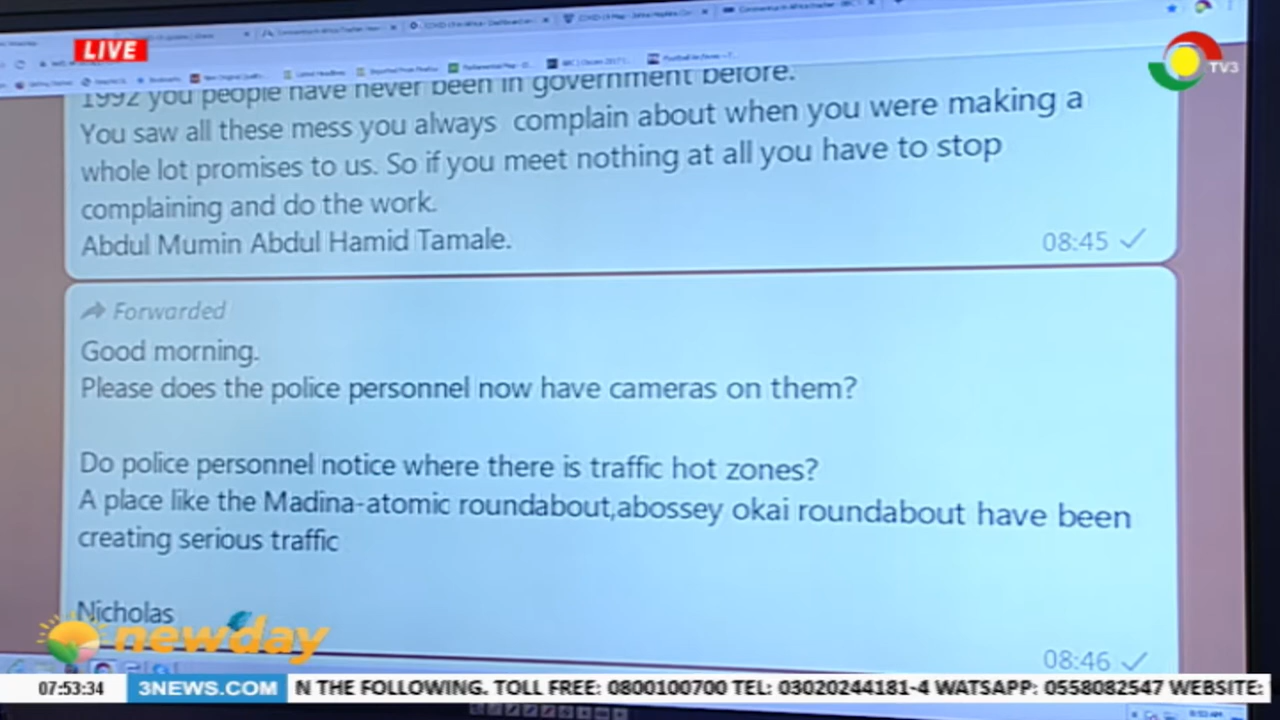 LIVE
TV3
1992 you people have never been in government before.
You saw all these mess you always complain about when you were making a
whole lot promises to us. So if you meet nothing at all you have to stop
complaining and do the work.
Abdul Mumin Abdul Hamid Tamale.
08:45
Forwarded
Good morning.
Please does the police personnel now have cameras on them?
Do police personnel notice where there is traffic hot zones?
A place like the Madina-atomic roundabout,abossey okai roundabout have been
creating serious traffic
Nicholas
08:46
newday
07:53:34 3NEWS.COM N THE FOLLOWING. TOLL FREE: 0800100700 TEL: 03020244181-4 WATSAPP: 0558082547 WEBSITE: